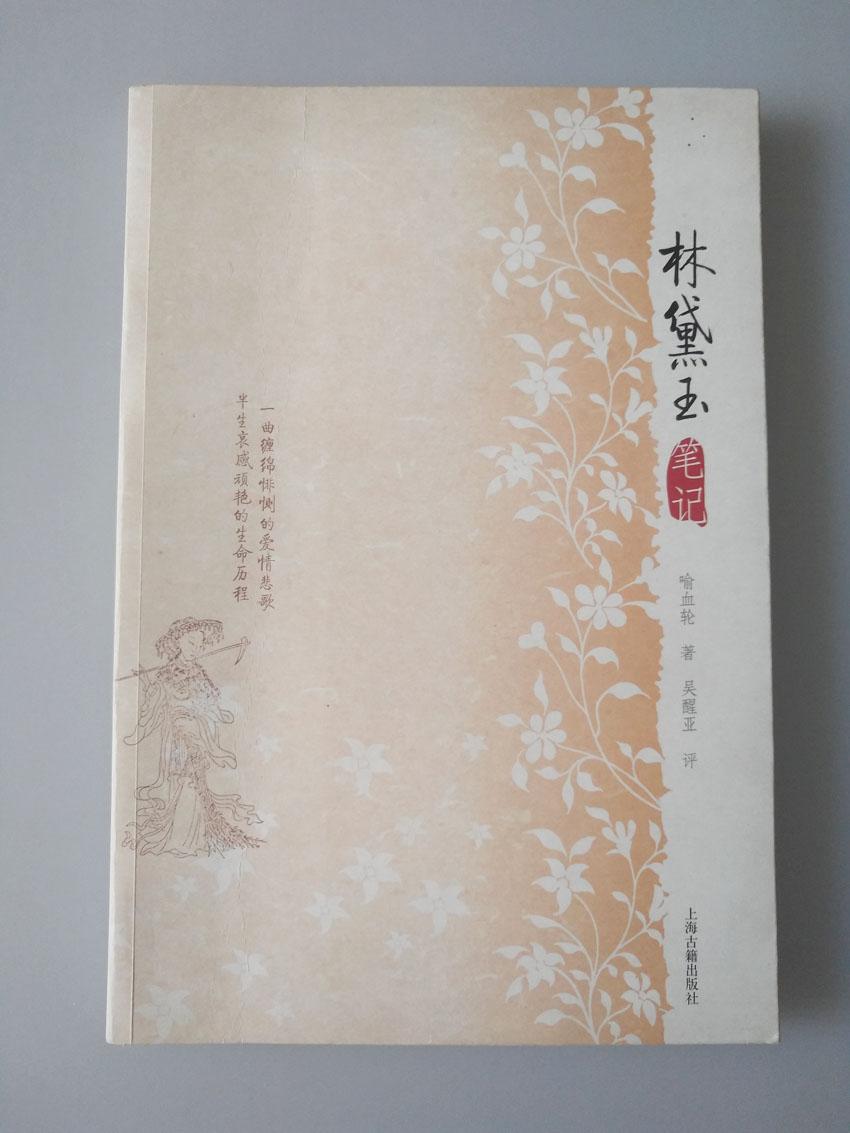 林黛玉
笔记
喻血轮 著 吴醒亚 评
上海古籍出版社
一曲缠绵悱恻的爱情悲歌
半生哀感顽艳的生命历程